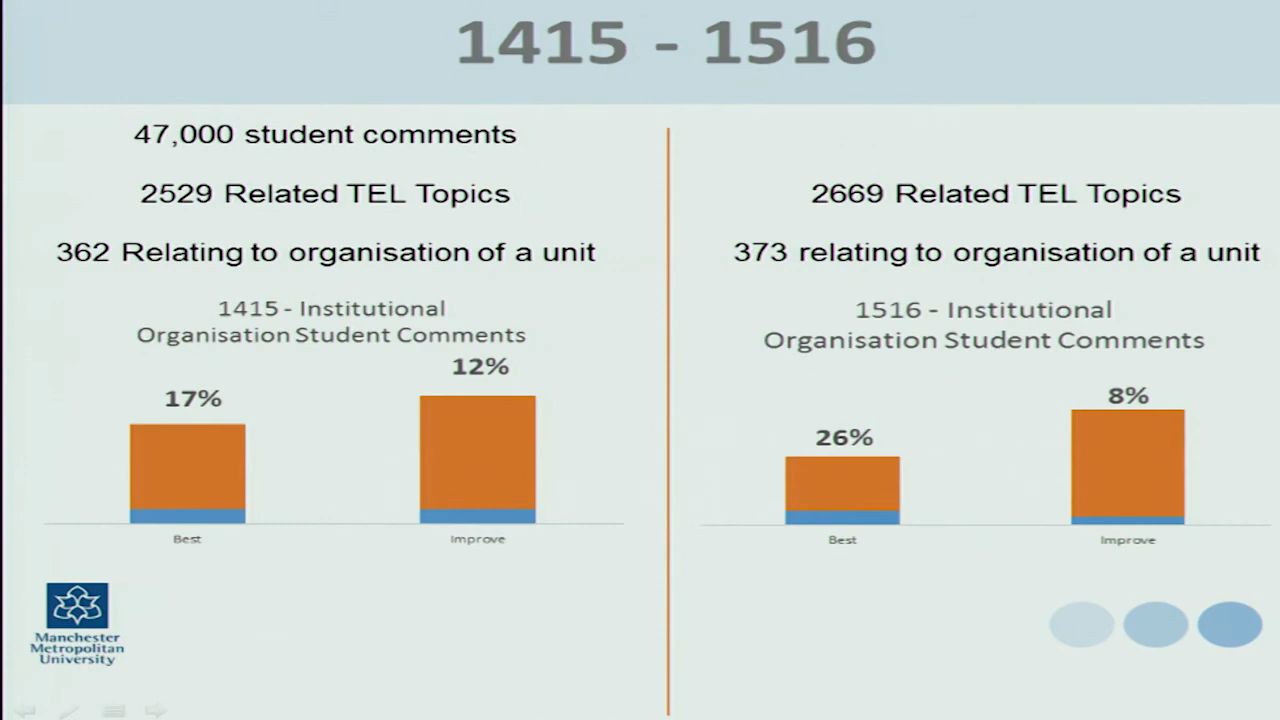 1415 - 1516
47,000 student comments
2529 Related TEL Topics
362 Relating to organisation of a unit
1415 - Institutional
Organisation Student Comments
17%
12%
Best
Improve
2669 Related TEL Topics
373 relating to organisation of a unit
1516 - Institutional
Organisation Student Comments
26%
8%
Best
Improve
Manchester
Metropolitan
University